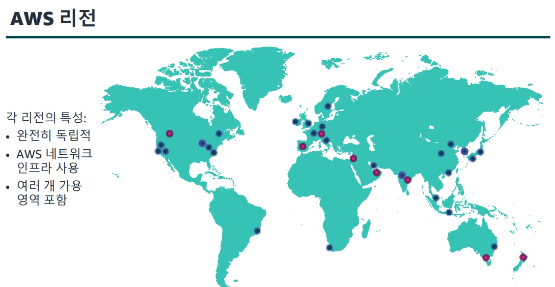 AWS 리전
각 리전의 특성:
• 완전히 독립적
• AWS 네트워크
인프라 사용
• 여러 개 가용
영역 포함